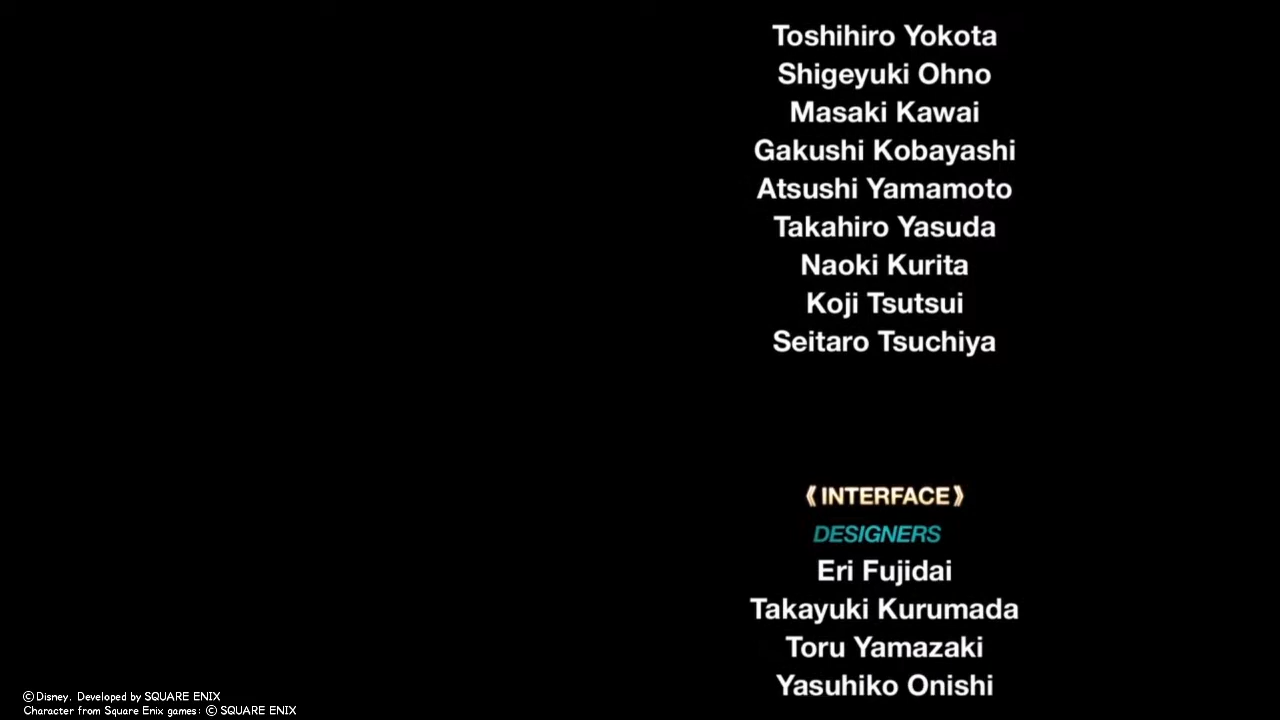 Toshihiro Yokota
Shigeyuki Ohno
Masaki Kawai
Gakushi Kobayashi
Atsushi Yamamoto
Takahiro Yasuda
Naoki Kurita
Koji Tsutsui
Seitaro Tsuchiya
《INTERFACE》
DESIGNERS
Eri Fujidai
Takayuki Kurumada
Toru Yamazaki
Yasuhiko Onishi
©Disney. Developed by SQUARE ENIX
Character from Square Enix games: © SQUARE ENIX